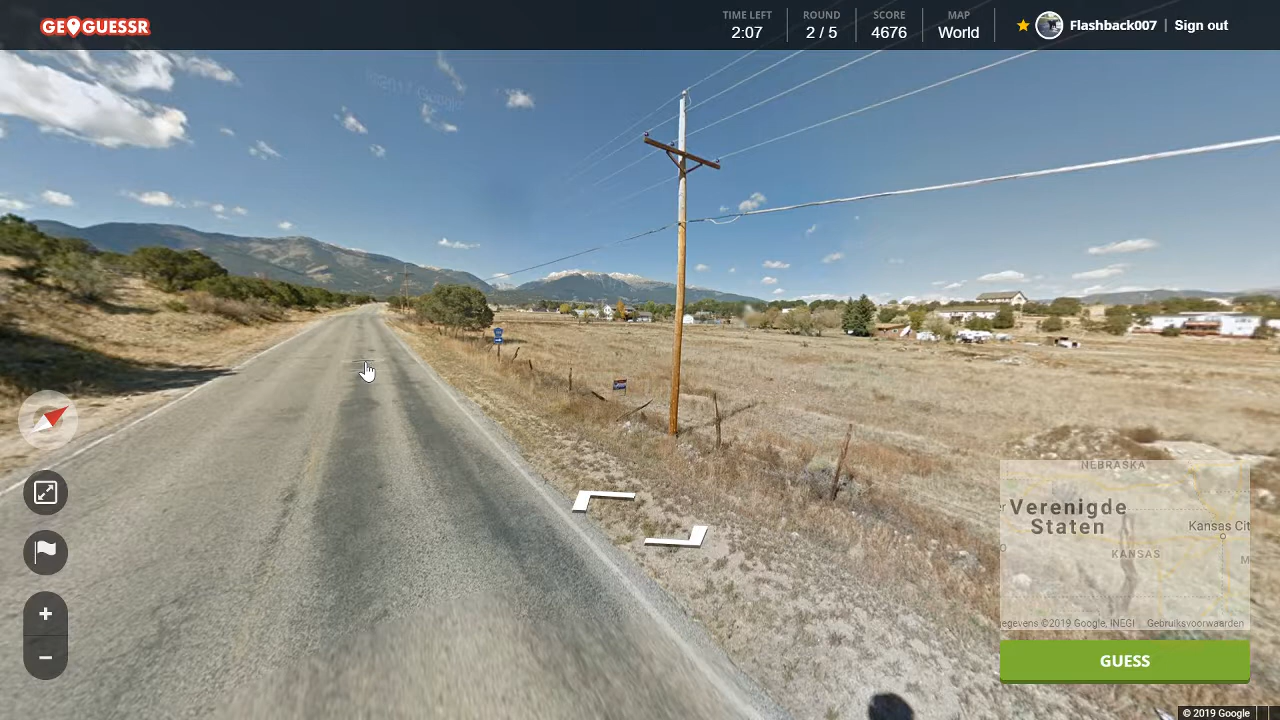 GEOGUESSR
TIME LEFT
2:07
ROUND
2 / 5
SCORE
4676
MAP
World
Flashback007 | Sign out
NEBRASKA
Verenigde
Staten
Kansas Cit
KANSAS
egevens ©2019 Google, INEGI
Gebruiksvoorwaarden
GUESS
© 2019 Google